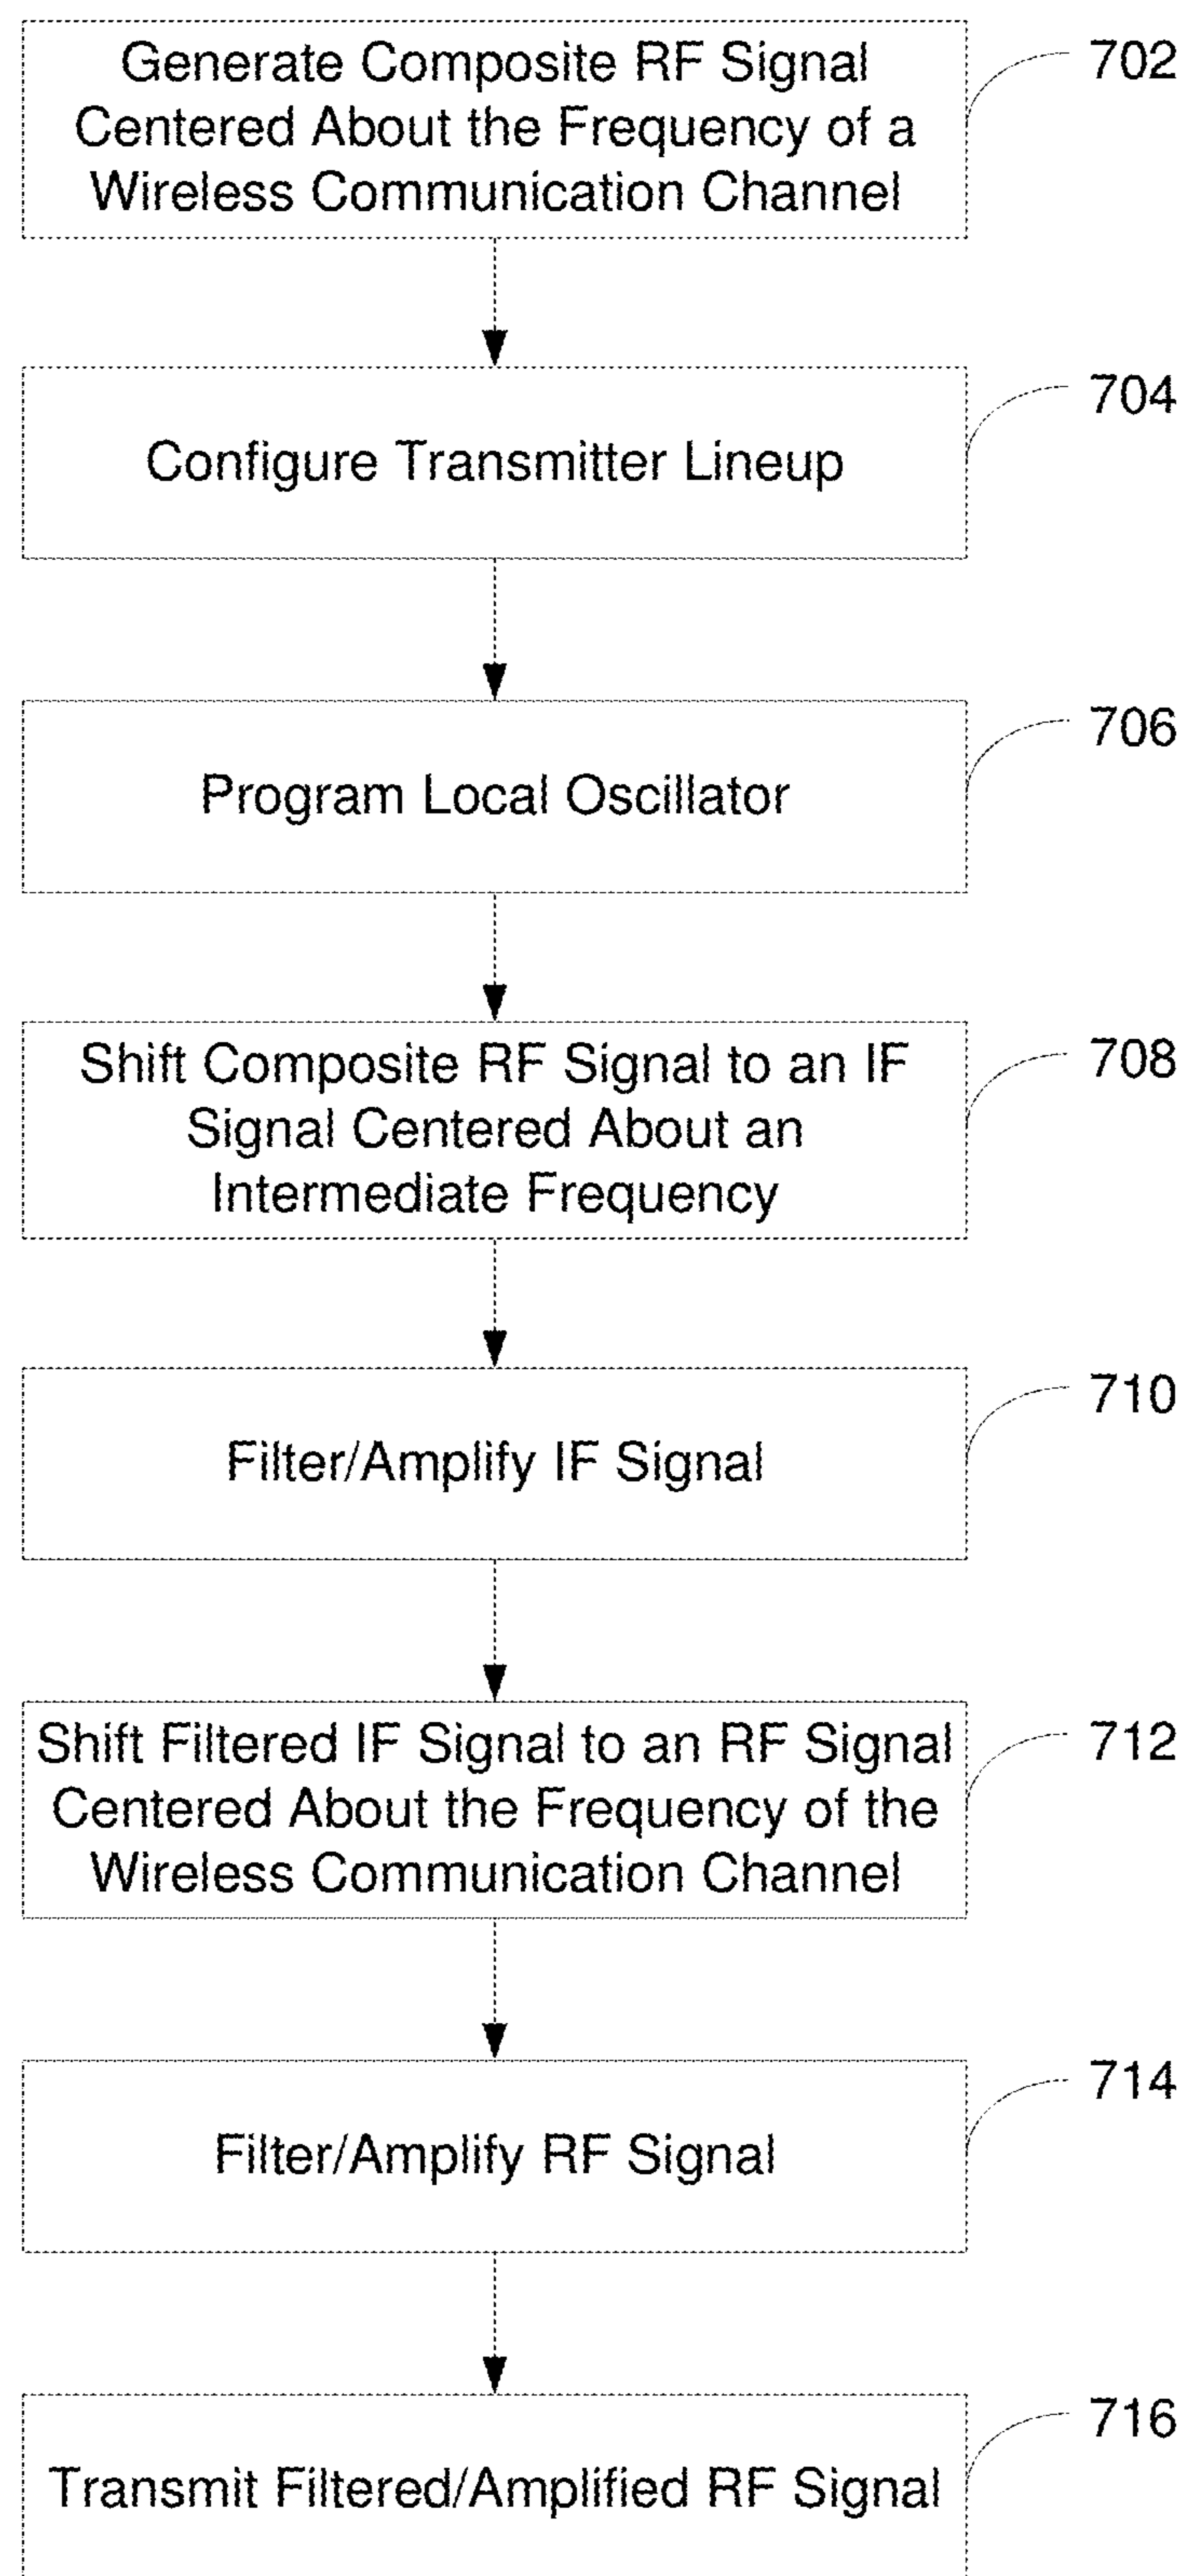 Generate Composite RF Signal
Centered About the Frequency of a
Wireless Communication Channel
702
Configure Transmitter Lineup
704
Program Local Oscillator
706
Shift Composite RF Signal to an IF
Signal Centered About an
Intermediate Frequency
708
Filter/Amplify IF Signal
710
Shift Filtered IF Signal to an RF Signal
Centered About the Frequency of the
Wireless Communication Channel
712
Filter/Amplify RF Signal
714
Transmit Filtered/Amplified RF Signal
716